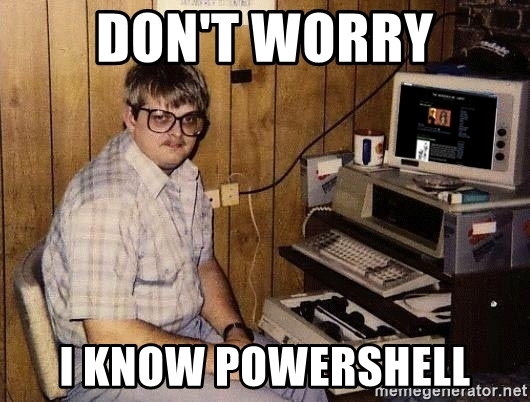 DON'T WORRY
I KNOW POWERSHELL
memegenerator.net